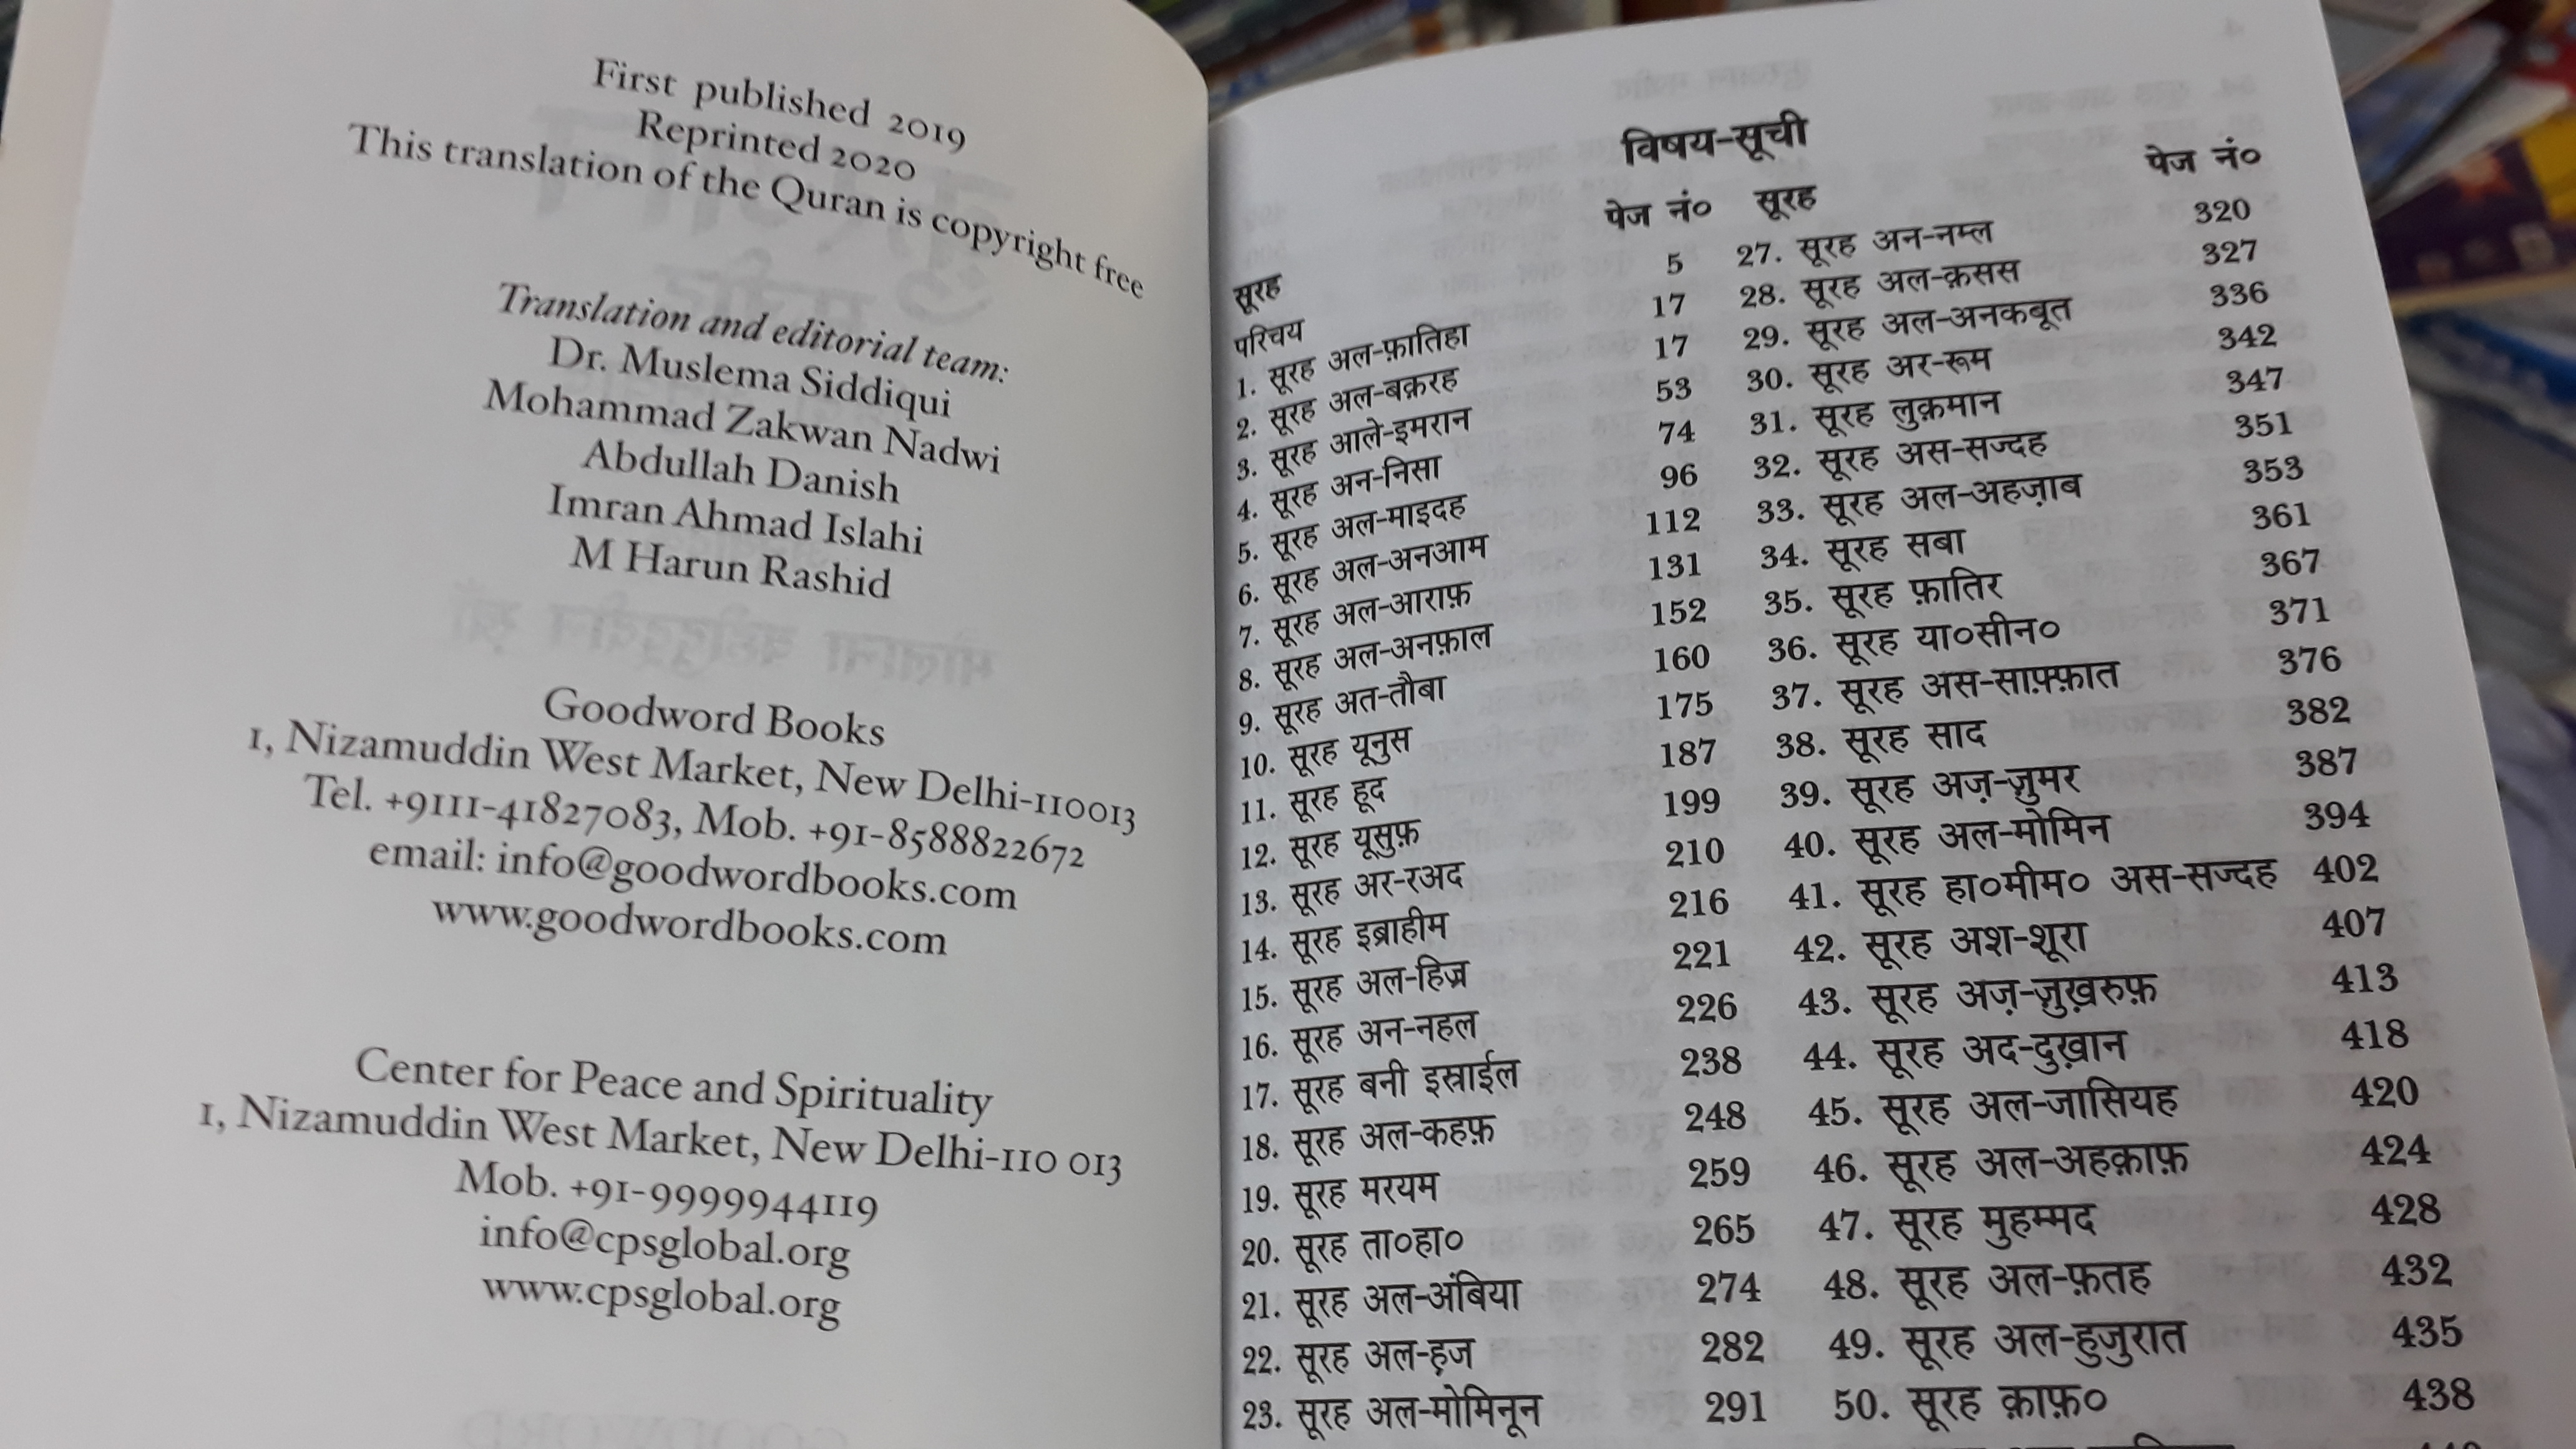 First published 2019
Reprinted 2020
This translation of the Quran is copyright free
Translation and editorial team:
Dr. Muslema Siddiqui
Mohammad Zakwan Nadwi
Abdullah Danish
Imran Ahmad Islahi
M Harun Rashid
Goodword Books
1, Nizamuddin West Market, New Delhi-110013
Tel. +9111-41827083, Mob. +91-8588822672
email: info@goodwordbooks.com
www.goodwordbooks.com
Center for Peace and Spirituality
1, Nizamuddin West Market, New Delhi-110 013
Mob. +91-9999944119
info@cpsglobal.org
www.cpsglobal.org
विषय-सूची
सूरह पेज नं०
परिचय 5
1. सूरह अल-फ़ातिहा 17
2. सूरह अल-बक़रह 17
3. सूरह आले-इमरान 53
4. सूरह अन-निसा 74
5. सूरह अल-माइदह 96
6. सूरह अल-अनआम 112
7. सूरह अल-आराफ़ 131
8. सूरह अल-अनफ़ाल 152
9. सूरह अत-तौबा 160
10. सूरह यूनुस 175
11. सूरह हूद 187
12. सूरह यूसुफ़ 199
13. सूरह अर-रअद 210
14. सूरह इब्राहीम 216
15. सूरह अल-हिज्र 221
16. सूरह अन-नहल 226
17. सूरह बनी इस्राईल 238
18. सूरह अल-कहफ़ 248
19. सूरह मरयम 259
20. सूरह ता०हा० 265
21. सूरह अल-अंबिया 274
22. सूरह अल-ह़ज 282
23. सूरह अल-मोमिनून 291
सूरह पेज नं०
27. सूरह अन-नम्ल 320
28. सूरह अल-क़सस 327
29. सूरह अल-अनकबूत 336
30. सूरह अर-रूम 342
31. सूरह लुक़मान 347
32. सूरह अस-सज्दह 351
33. सूरह अल-अहज़ाब 353
34. सूरह सबा 361
35. सूरह फ़ातिर 367
36. सूरह या०सीन० 371
37. सूरह अस-साफ़्फ़ात 376
38. सूरह साद 382
39. सूरह अज़-ज़ुमर 387
40. सूरह अल-मोमिन 394
41. सूरह हा०मीम० अस-सज्दह 402
42. सूरह अश-शूरा 407
43. सूरह अज़-ज़ुख़रुफ़ 413
44. सूरह अद-दुख़ान 418
45. सूरह अल-जासियह 420
46. सूरह अल-अहक़ाफ़ 424
47. सूरह मुहम्मद 428
48. सूरह अल-फ़तह 432
49. सूरह अल-हुजुरात 435
50. सूरह क़ाफ़० 438